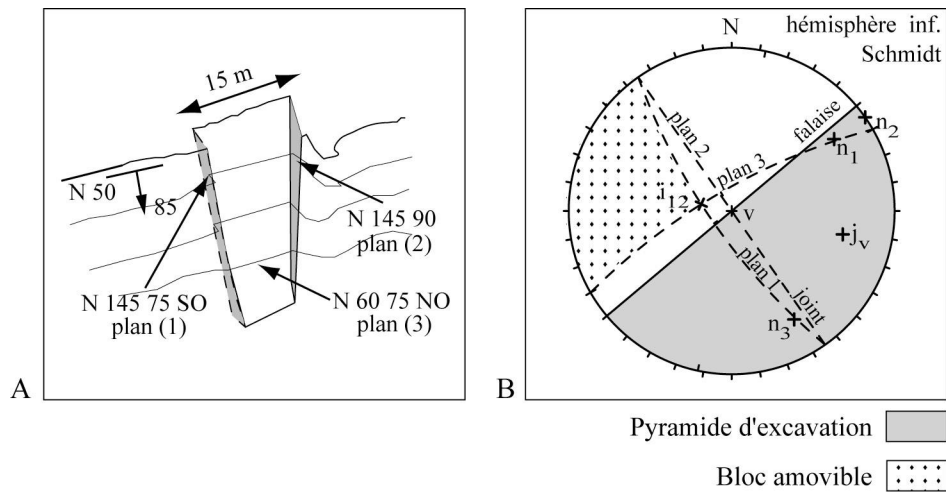 15 m
N 50
85
N 145 90
plan (2)
N 145 75 SO
plan (1)
N 60 75 NO
plan (3)
A
hémisphère inf.
Schmidt
N
plan 2
falaise
plan 3
n2
n1
i12
v
jv
plan 1
joint
n3
B
Pyramide d'excavation
Bloc amovible